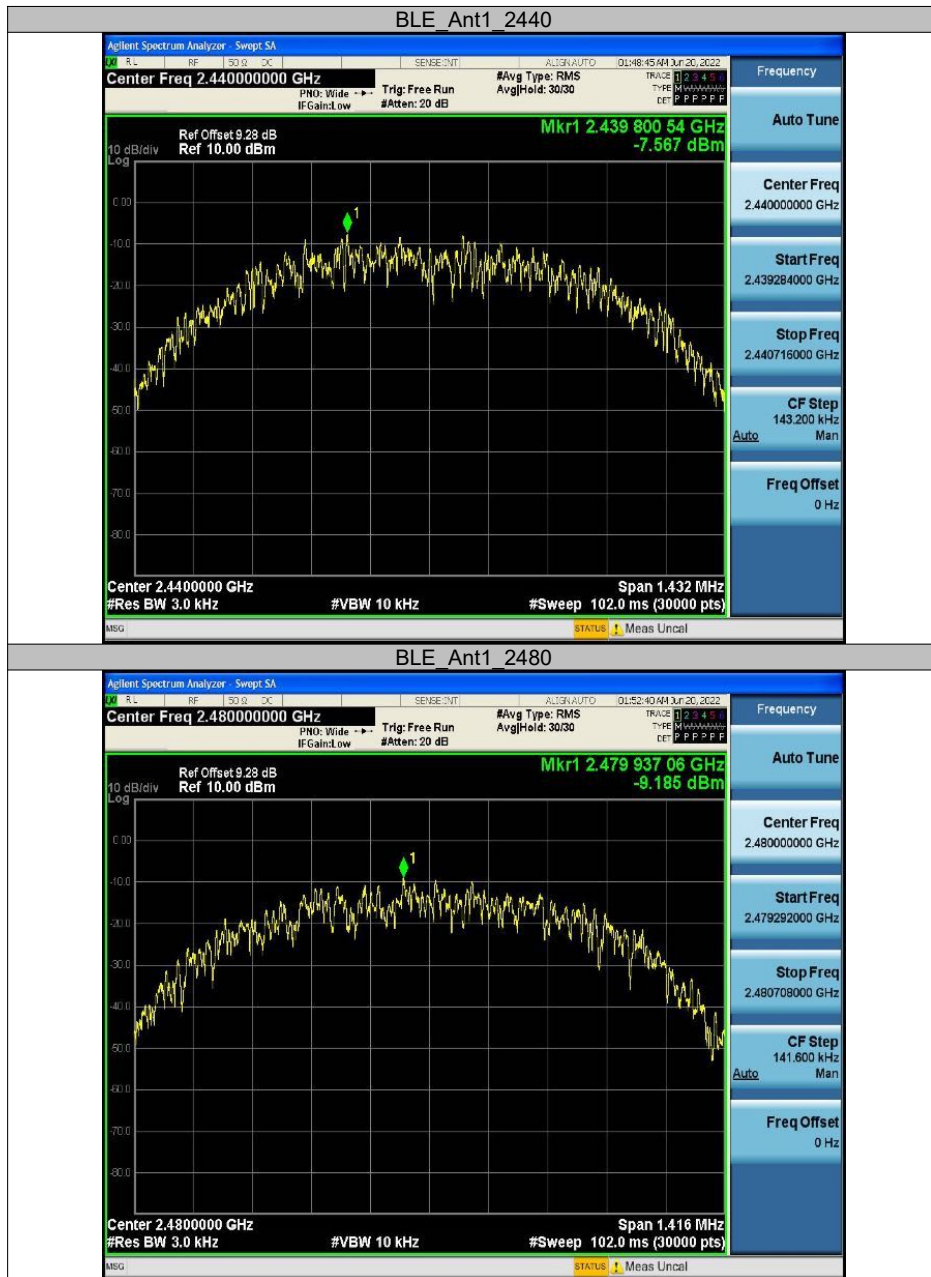 BLE_Ant1_2440
Agilent Spectrum Analyzer - Swept SA
RL RF 50 Ω DC SENSE:INT ALIGNAUTO 01:48:45 AM Jun 20, 2022
Center Freq 2.440000000 GHz #Avg Type: RMS TRACE 1 2 3 4 5 6 Frequency
PNO: Wide Trig: Free Run Avg|Hold: 30/30 TYPE M
IFGain:Low #Atten: 20 dB DET P P P P P P
Auto Tune
Mkr1 2.439 800 54 GHz
Ref Offset 9.28 dB
10 dB/div Ref 10.00 dBm -7.567 dBm
Log
Center Freq
2.440000000 GHz
0.00
1
-10.0
Start Freq
2.439284000 GHz
-20.0
-30.0
Stop Freq
2.440716000 GHz
-40.0
-50.0
CF Step
143.200 kHz
Auto Man
-60.0
Freq Offset
0 Hz
-70.0
-80.0
Center 2.4400000 GHz Span 1.432 MHz
#Res BW 3.0 kHz #VBW 10 kHz #Sweep 102.0 ms (30000 pts)
MSG STATUS Meas Uncal
BLE_Ant1_2480
Agilent Spectrum Analyzer - Swept SA
RL RF 50 Ω DC SENSE:INT ALIGNAUTO 01:52:40 AM Jun 20, 2022
Center Freq 2.480000000 GHz #Avg Type: RMS TRACE 1 2 3 4 5 6 Frequency
PNO: Wide Trig: Free Run Avg|Hold: 30/30 TYPE M
IFGain:Low #Atten: 20 dB DET P P P P P P
Auto Tune
Mkr1 2.479 937 06 GHz
Ref Offset 9.28 dB
10 dB/div Ref 10.00 dBm -9.185 dBm
Log
Center Freq
2.480000000 GHz
0.00
1
-10.0
Start Freq
2.479292000 GHz
-20.0
-30.0
Stop Freq
2.480708000 GHz
-40.0
-50.0
CF Step
141.600 kHz
Auto Man
-60.0
Freq Offset
0 Hz
-70.0
-80.0
Center 2.4800000 GHz Span 1.416 MHz
#Res BW 3.0 kHz #VBW 10 kHz #Sweep 102.0 ms (30000 pts)
MSG STATUS Meas Uncal